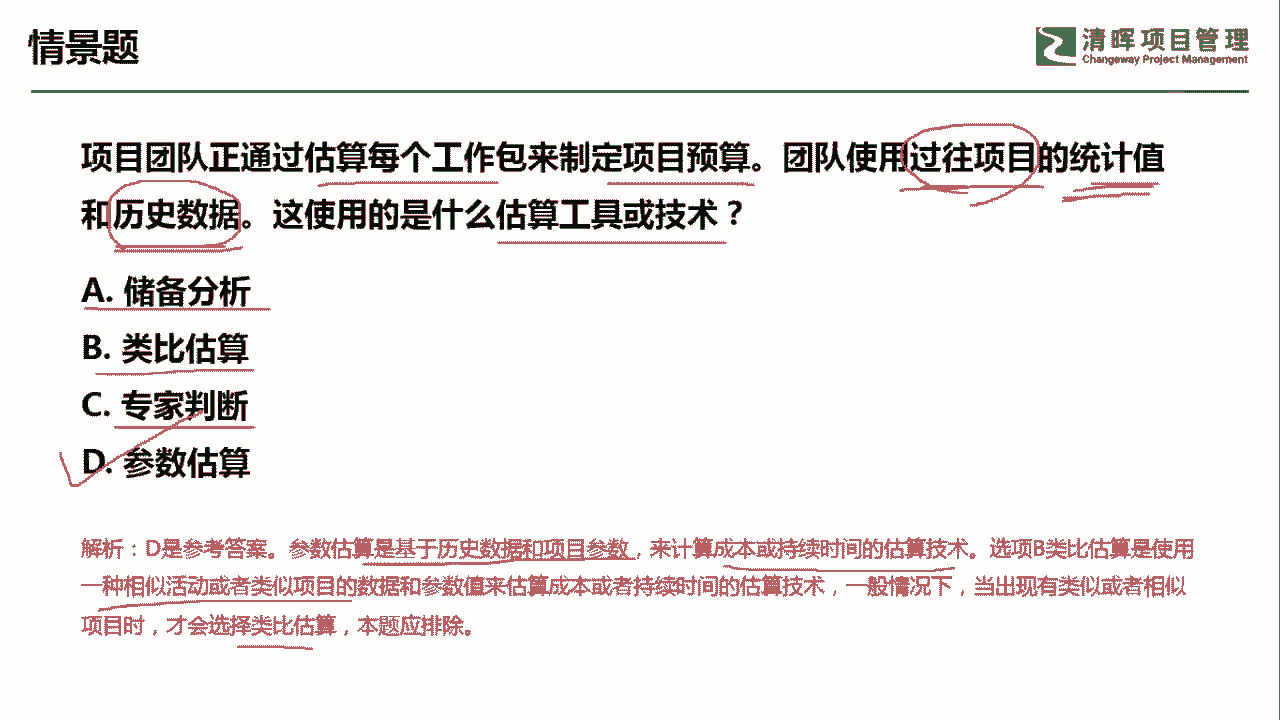 情景题
清晖项目管理
Changeway Project Management
项目团队正通过估算每个工作包来制定项目预算。团队使用过往项目的统计值
和历史数据。这使用的是什么估算工具或技术？
A. 储备分析
B. 类比估算
C. 专家判断
D. 参数估算
解析：D是参考答案。参数估算是基于历史数据和项目参数，来计算成本或持续时间的估算技术。选项B类比估算是使用
一种相似活动或者类似项目的数据和参数值来估算成本或者持续时间的估算技术，一般情况下，当出现有类似或者相似
项目时，才会选择类比估算，本题应排除。